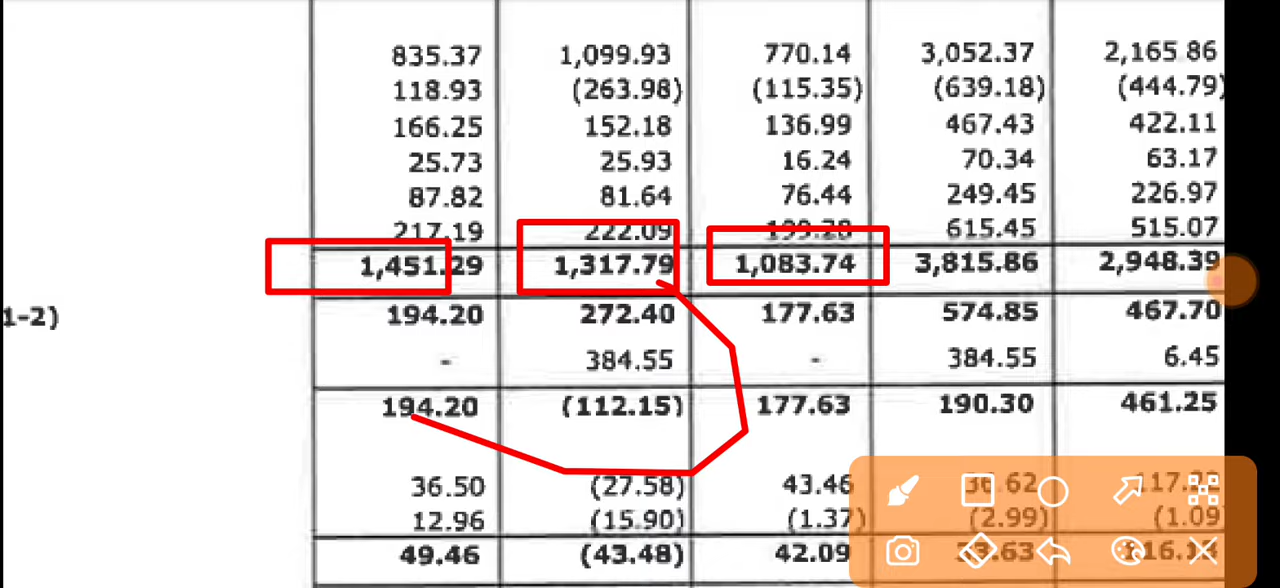 835.37 1,099.93 770.14 3,052.37 2,165.86
118.93 (263.98) (115.35) (639.18) (444.79)
166.25 152.18 136.99 467.43 422.11
25.73 25.93 16.24 70.34 63.17
87.82 81.64 76.44 249.45 226.97
217.19 222.09 199.28 615.45 515.07
1,451.29 1,317.79 1,083.74 3,815.86 2,948.39
1-2) 194.20 272.40 177.63 574.85 467.70
- 384.55 - 384.55 6.45
194.20 (112.15) 177.63 190.30 461.25
36.50 (27.58) 43.46 36.62
12.96 (15.90) (1.37) (2.99) (1.09
49.46 (43.48) 42.09